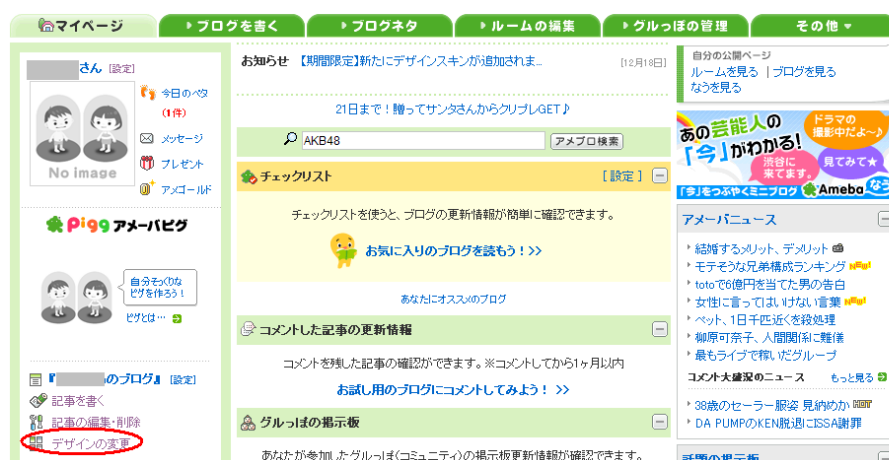 マイページ
ブログを書く
ブログネタ
ルームの編集
グルっぽの管理
その他
さん [設定]
今日のペタ
(1件)
メッセージ
プレゼント
アメゴールド
No image
Pigg アメーバピグ
自分そっくりな
ピグを作ろう!
ピグとは…
『 のブログ』 [設定]
記事を書く
記事の編集・削除
デザインの変更
お知らせ 【期間限定】新たにデザインスキンが追加されま... [12月18日]
21日まで!贈ってサンタさんからクリプレGET♪
AKB48
アメブロ検索
チェックリスト [設定]
チェックリストを使うと、ブログの更新情報が簡単に確認できます。
お気に入りのブログを読もう!>>
あなたにオススメのブログ
コメントした記事の更新情報
コメントを残した記事の確認ができます。※コメントしてから1ヶ月以内
お試し用のブログにコメントしてみよう! >>
グルっぽの掲示板
あなたが参加したグルっぽ(コミュニティ)の掲示板更新情報が確認できます。
自分の公開ページ
ルームを見る | ブログを見る
なうを見る
あの芸能人の
「今」がわかる!
ドラマの
撮影中だよ~♪
渋谷に
来てます。
見てみて★
「今」をつぶやくミニブログ Ameba なう
アメーバニュース
結婚するメリット、デメリット
モテそうな兄弟構成ランキング NEW!
totoで6億円を当てた男の告白
女性に言ってはいけない言葉 NEW!
ペット、1日千匹近くを殺処理
柳原可奈子、人間関係に難儀
最もライブで稼いだグループ
コメント大盛況のニュース もっと見る
38歳のセーラー服姿 見納めか HOT
DA PUMPのKEN脱退にISSA謝罪
話題の掲示板